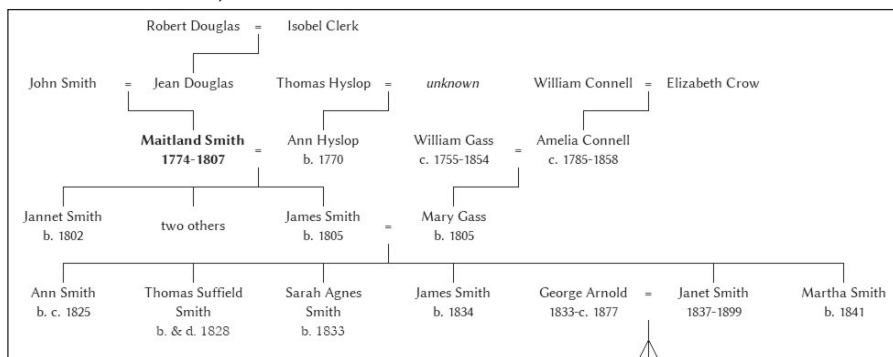 Robert Douglas = Isobel Clerk
John Smith = Jean Douglas Thomas Hyslop = unknown William Connell = Elizabeth Crow
Maitland Smith = Ann Hyslop William Gass = Amelia Connell
1774-1807 b. 1770 c. 1755-1854 c. 1785-1858
Jannet Smith two others James Smith = Mary Gass
b. 1802 b. 1805 b. 1805
Ann Smith Thomas Suffield Sarah Agnes James Smith George Arnold = Janet Smith Martha Smith
b. c. 1825 Smith Smith b. 1834 1833-c. 1877 1837-1899 b. 1841
b. & d. 1828 b. 1833